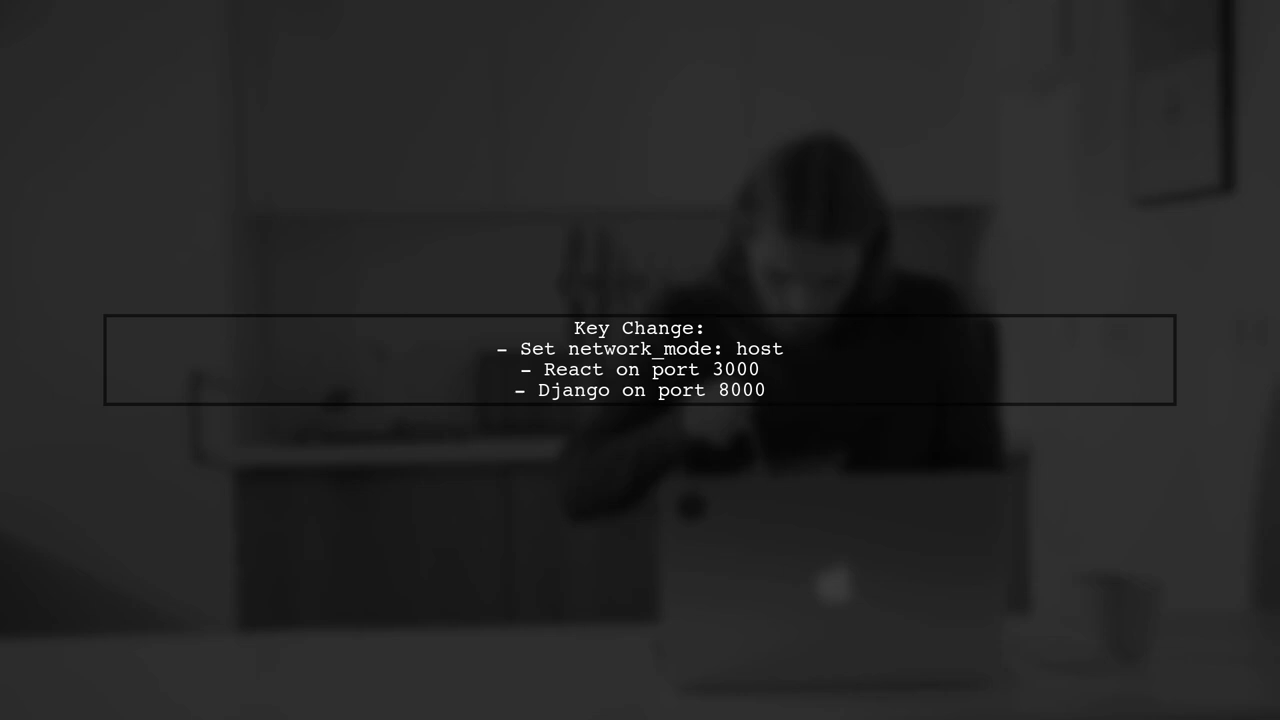 Key Change:
- Set network_mode: host
- React on port 3000
- Django on port 8000